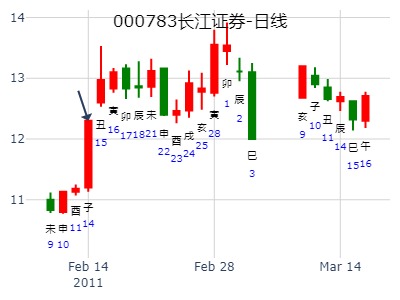 000783长江证券-日线
14
13
12
11
未
9
申
10
酉
11
子
14
丑
15
寅
16
卯
17
辰
18
未
21
申
22
酉
23
戌
24
亥
25
寅
28
卯
1
辰
2
巳
3
亥
9
子
10
丑
11
辰
14
巳
15
午
16
Feb 14
2011
Feb 28
Mar 14